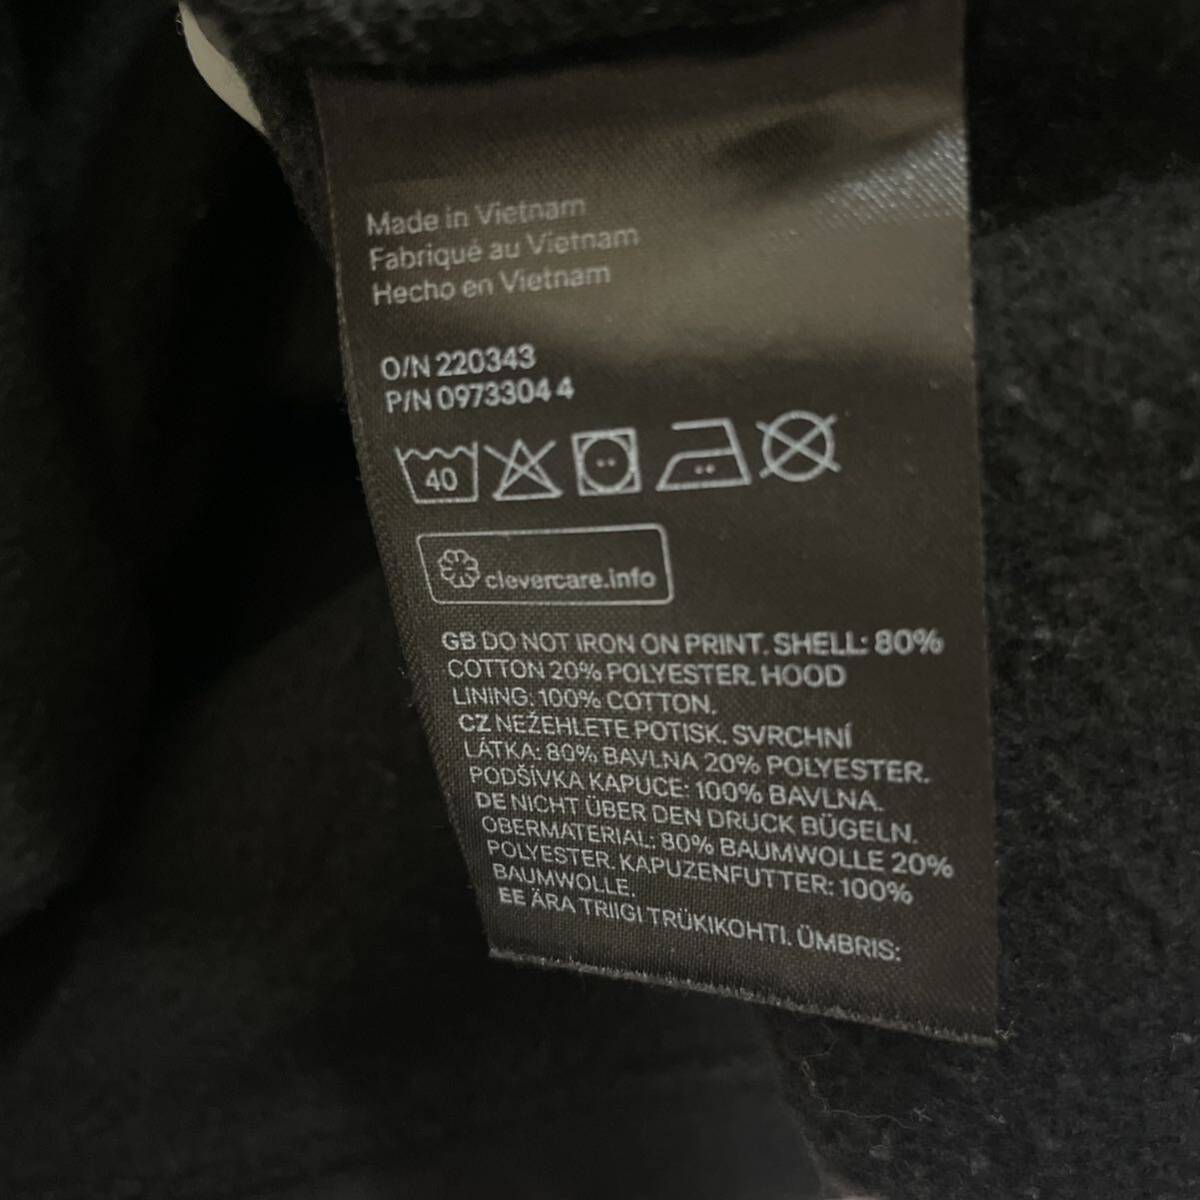 Made in Vietnam
Fabriqué au Vietnam
Hecho en Vietnam
O/N 220343
P/N 0973304 4
40
clevercare.info
GB DO NOT IRON ON PRINT. SHELL: 80%
COTTON 20% POLYESTER. HOOD
LINING: 100% COTTON.
CZ NEŽEHLETE POTISK. SVRCHNÍ
LÁTKA: 80% BAVLNA 20% POLYESTER.
PODŠÍVKA KAPUCE: 100% BAVLNA.
DE NICHT ÜBER DEN DRUCK BÜGELN.
OBERMATERIAL: 80% BAUMWOLLE 20%
POLYESTER. KAPUZENFUTTER: 100%
BAUMWOLLE.
EE ÄRA TRIIGI TRÜKIKOHTI. ÜMBRIS: